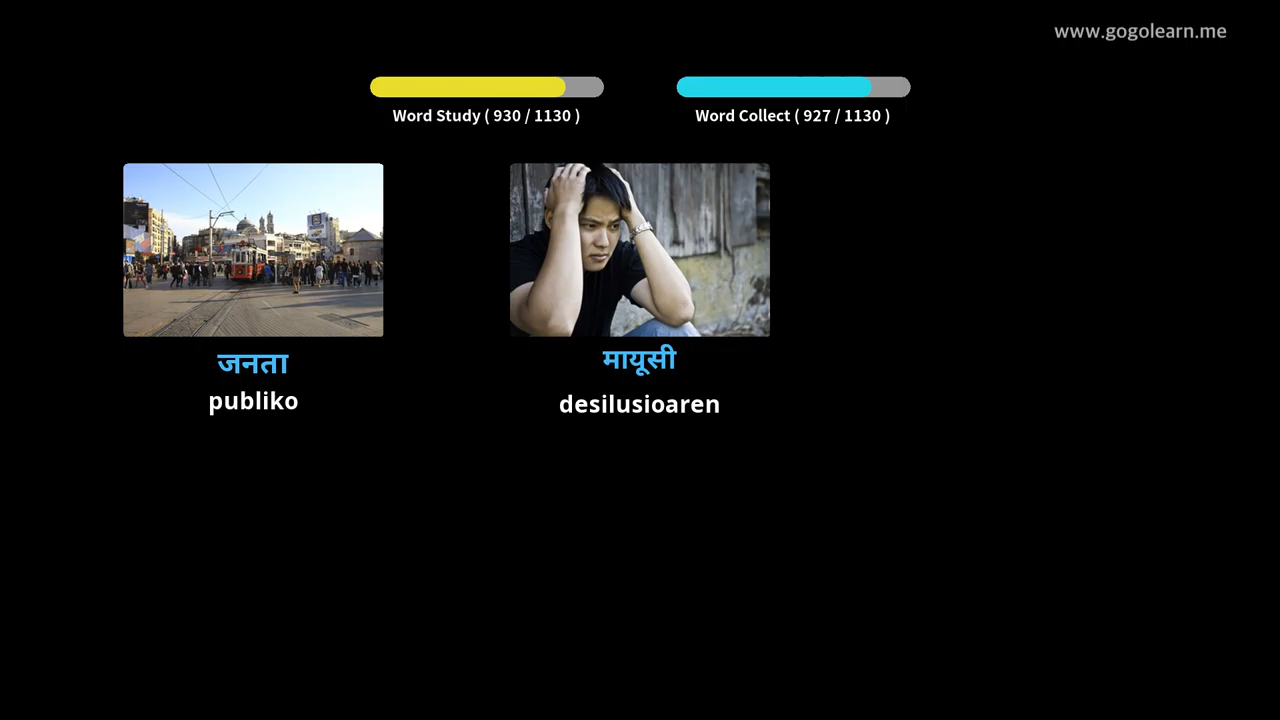 www.gogolearn.me
Word Study ( 930 / 1130 )
Word Collect ( 927 / 1130 )
जनता
publiko
मायूसी
desilusioaren